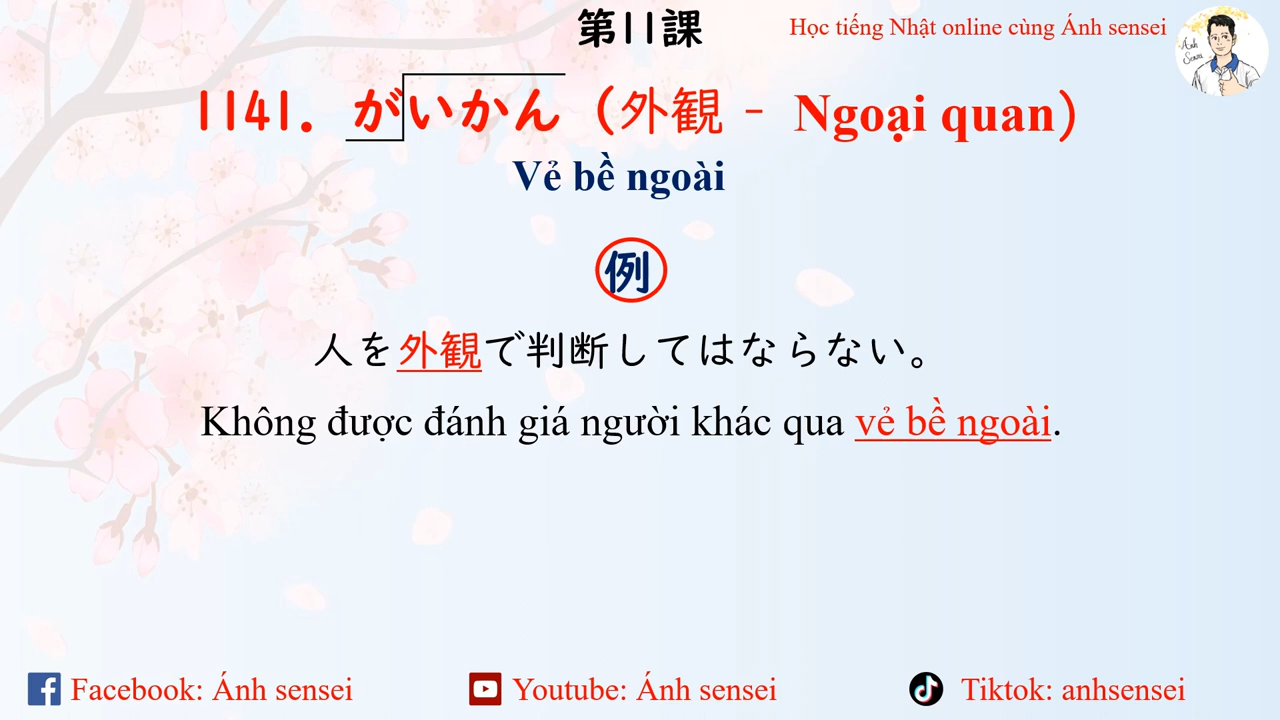 第11課
Học tiếng Nhật online cùng Ánh sensei
Ánh Sensei
1141. がいかん（外観 - Ngoại quan）
Vẻ bề ngoài
例
人を外観で判断してはならない。
Không được đánh giá người khác qua vẻ bề ngoài.
Facebook: Ánh sensei
Youtube: Ánh sensei
Tiktok: anhsensei